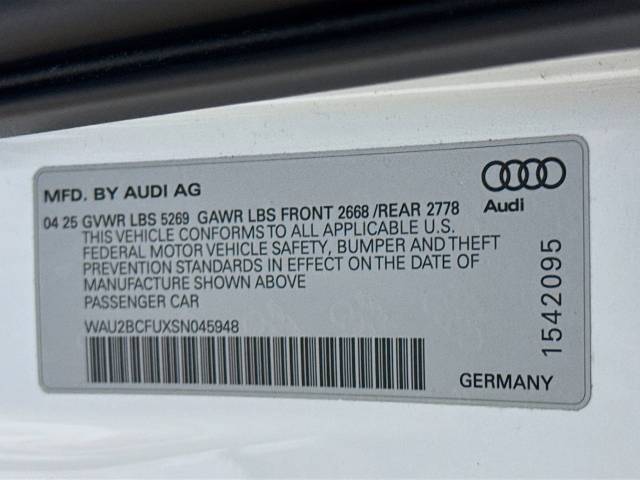 MFD. BY AUDI AG
04 25 GVWR LBS 5269 GAWR LBS FRONT 2668 /REAR 2778
THIS VEHICLE CONFORMS TO ALL APPLICABLE U.S.
FEDERAL MOTOR VEHICLE SAFETY, BUMPER AND THEFT
PREVENTION STANDARDS IN EFFECT ON THE DATE OF
MANUFACTURE SHOWN ABOVE
PASSENGER CAR
WAU2BCFUXSN045948
Audi
1542095
GERMANY